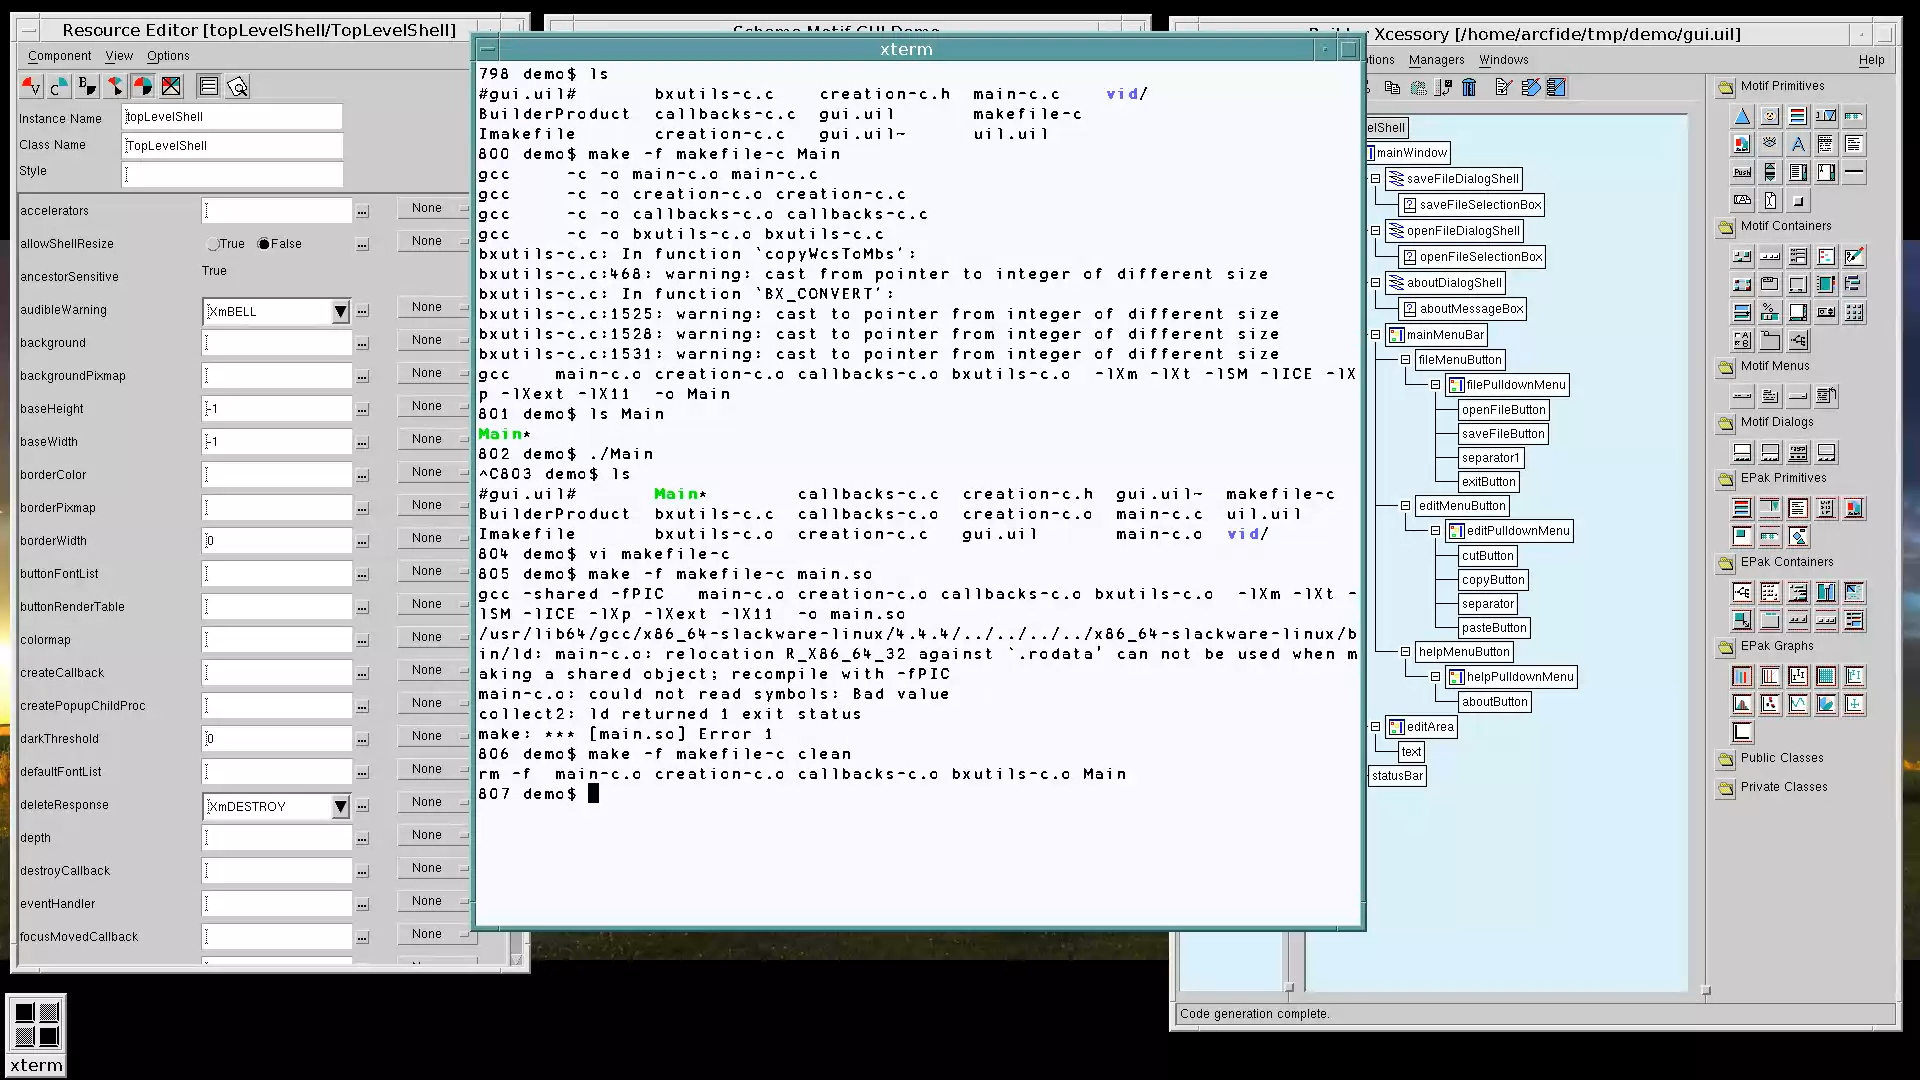 Resource Editor [topLevelShell/TopLevelShell]
Component View Options
Instance Name topLevelShell
Class Name TopLevelShell
Style
accelerators None
allowShellResize True False None
ancestorSensitive True
audibleWarning XmBELL None
background None
backgroundPixmap None
baseHeight -1 None
baseWidth -1 None
borderColor None
borderPixmap None
borderWidth 0 None
buttonFontList None
buttonRenderTable None
colormap None
createCallback None
createPopupChildProc None
darkThreshold 0 None
defaultFontList None
deleteResponse XmDESTROY None
depth None
destroyCallback None
eventHandler None
focusMovedCallback None
xterm
Scheme Motif GUI Demo
xterm
798 demo$ ls
#gui.uil# bxutils-c.c creation-c.h main-c.c vid/
BuilderProduct callbacks-c.c gui.uil makefile-c
Imakefile creation-c.c gui.uil~ uil.uil
800 demo$ make -f makefile-c Main
gcc -c -o main-c.o main-c.c
gcc -c -o creation-c.o creation-c.c
gcc -c -o callbacks-c.o callbacks-c.c
gcc -c -o bxutils-c.o bxutils-c.c
bxutils-c.c: In function `copyWcsToMbs':
bxutils-c.c:468: warning: cast from pointer to integer of different size
bxutils-c.c: In function `BX_CONVERT':
bxutils-c.c:1525: warning: cast to pointer from integer of different size
bxutils-c.c:1528: warning: cast to pointer from integer of different size
bxutils-c.c:1531: warning: cast to pointer from integer of different size
gcc main-c.o creation-c.o callbacks-c.o bxutils-c.o -lXm -lXt -lSM -lICE -lX
p -lXext -lX11 -o Main
801 demo$ ls Main
Main*
802 demo$ ./Main
^C803 demo$ ls
#gui.uil# Main* callbacks-c.c creation-c.h gui.uil~ makefile-c
BuilderProduct bxutils-c.c callbacks-c.o creation-c.o main-c.c uil.uil
Imakefile bxutils-c.o creation-c.c gui.uil main-c.o vid/
804 demo$ vi makefile-c
805 demo$ make -f makefile-c main.so
gcc -shared -fPIC main-c.o creation-c.o callbacks-c.o bxutils-c.o -lXm -lXt -
lSM -lICE -lXp -lXext -lX11 -o main.so
/usr/lib64/gcc/x86_64-slackware-linux/4.4.4/../../../../x86_64-slackware-linux/b
in/ld: main-c.o: relocation R_X86_64_32 against `.rodata' can not be used when m
aking a shared object; recompile with -fPIC
main-c.o: could not read symbols: Bad value
collect2: ld returned 1 exit status
make: *** [main.so] Error 1
806 demo$ make -f makefile-c clean
rm -f main-c.o creation-c.o callbacks-c.o bxutils-c.o Main
807 demo$
Xcessory [/home/arcfide/tmp/demo/gui.uil]
tions Managers Windows Help
elShell
mainWindow
saveFileDialogShell
saveFileSelectionBox
openFileDialogShell
openFileSelectionBox
aboutDialogShell
aboutMessageBox
mainMenuBar
fileMenuButton
filePulldownMenu
openFileButton
saveFileButton
separator1
exitButton
editMenuButton
editPulldownMenu
cutButton
copyButton
separator
pasteButton
helpMenuButton
helpPulldownMenu
aboutButton
editArea
text
statusBar
Motif Primitives
Motif Containers
Motif Menus
Motif Dialogs
EPak Primitives
EPak Containers
EPak Graphs
Public Classes
Private Classes
Code generation complete.